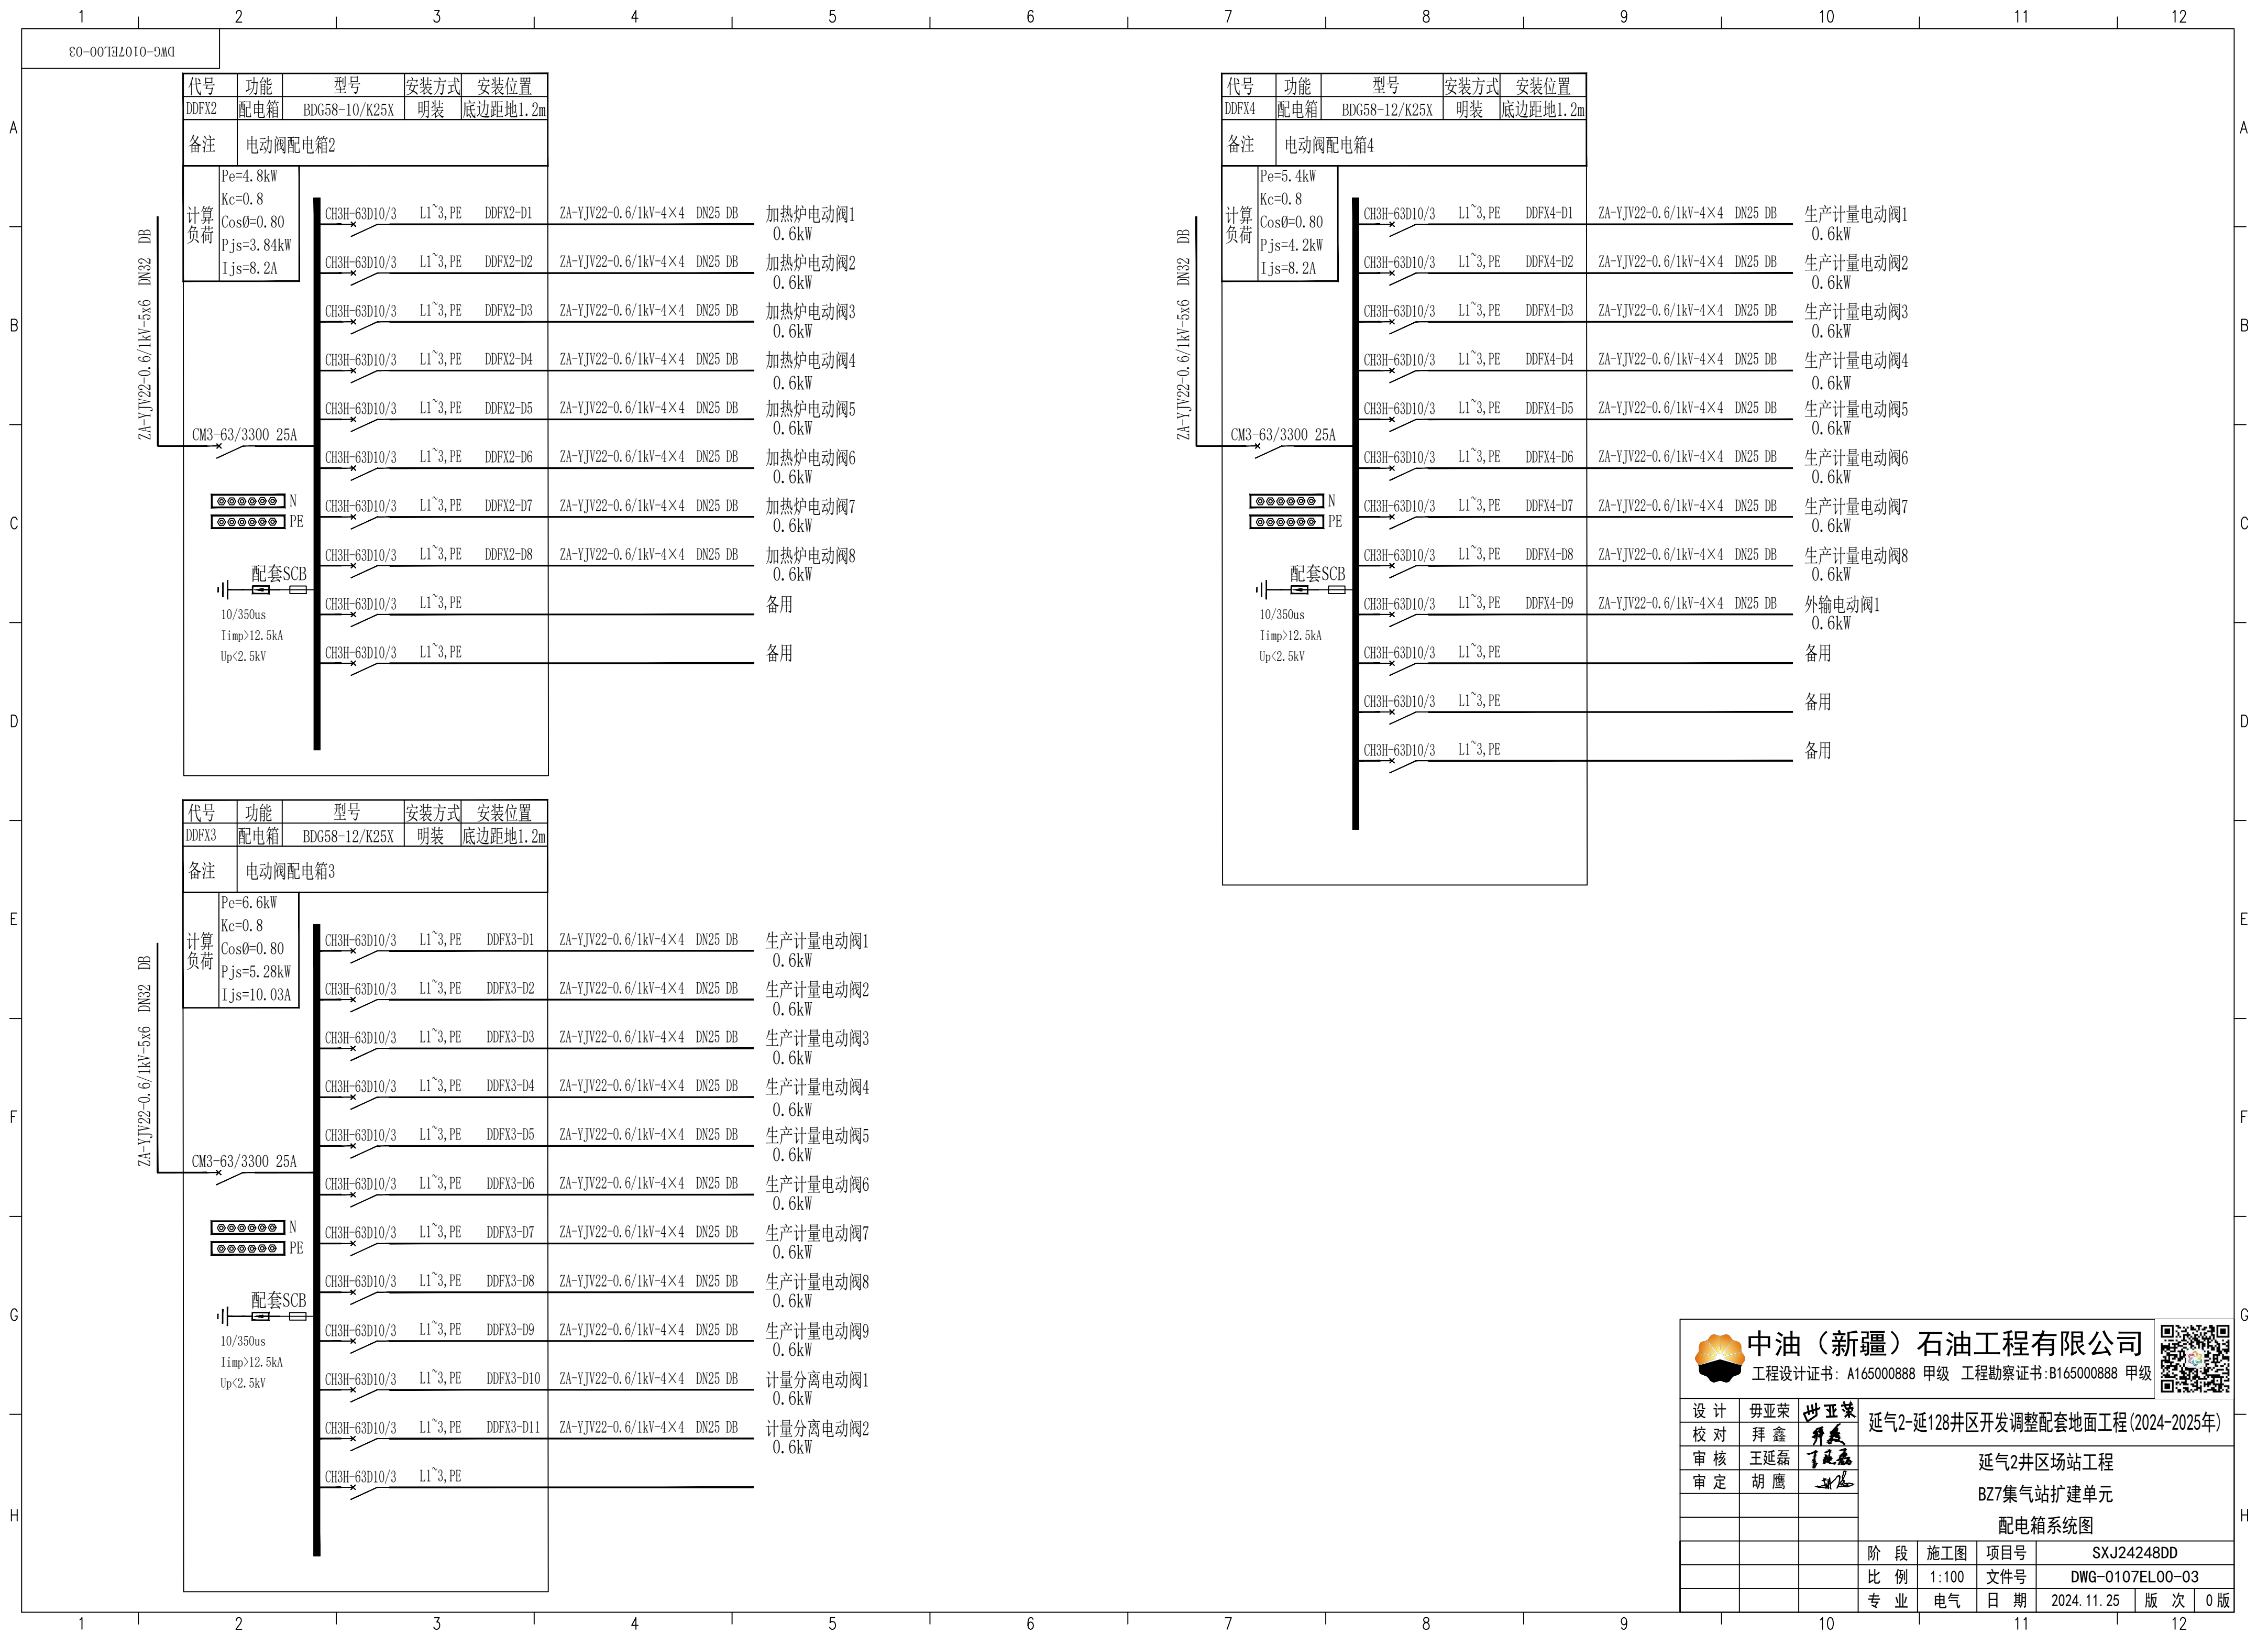 1 2 3 4 5 6 7 8 9 10 11 12
DWG-0107EL00-03
A
B
C
D
E
F
G
H
代号 功能 型号 安装方式 安装位置
DDFX2 配电箱 BDG58-10/K25X 明装 底边距地1.2m
备注 电动阀配电箱2
计算负荷
Pe=4.8kW
Kc=0.8
CosØ=0.80
Pjs=3.84kW
Ijs=8.2A
ZA-YJV22-0.6/1kV-5x6 DN32 DB
CM3-63/3300 25A
N
PE
配套SCB
10/350us
Iimp>12.5kA
Up<2.5kV
CH3H-63D10/3 L1~3,PE DDFX2-D1 ZA-YJV22-0.6/1kV-4×4 DN25 DB 加热炉电动阀1
0.6kW
CH3H-63D10/3 L1~3,PE DDFX2-D2 ZA-YJV22-0.6/1kV-4×4 DN25 DB 加热炉电动阀2
0.6kW
CH3H-63D10/3 L1~3,PE DDFX2-D3 ZA-YJV22-0.6/1kV-4×4 DN25 DB 加热炉电动阀3
0.6kW
CH3H-63D10/3 L1~3,PE DDFX2-D4 ZA-YJV22-0.6/1kV-4×4 DN25 DB 加热炉电动阀4
0.6kW
CH3H-63D10/3 L1~3,PE DDFX2-D5 ZA-YJV22-0.6/1kV-4×4 DN25 DB 加热炉电动阀5
0.6kW
CH3H-63D10/3 L1~3,PE DDFX2-D6 ZA-YJV22-0.6/1kV-4×4 DN25 DB 加热炉电动阀6
0.6kW
CH3H-63D10/3 L1~3,PE DDFX2-D7 ZA-YJV22-0.6/1kV-4×4 DN25 DB 加热炉电动阀7
0.6kW
CH3H-63D10/3 L1~3,PE DDFX2-D8 ZA-YJV22-0.6/1kV-4×4 DN25 DB 加热炉电动阀8
0.6kW
CH3H-63D10/3 L1~3,PE 备用
CH3H-63D10/3 L1~3,PE 备用
代号 功能 型号 安装方式 安装位置
DDFX3 配电箱 BDG58-12/K25X 明装 底边距地1.2m
备注 电动阀配电箱3
计算负荷
Pe=6.6kW
Kc=0.8
CosØ=0.80
Pjs=5.28kW
Ijs=10.03A
ZA-YJV22-0.6/1kV-5x6 DN32 DB
CM3-63/3300 25A
N
PE
配套SCB
10/350us
Iimp>12.5kA
Up<2.5kV
CH3H-63D10/3 L1~3,PE DDFX3-D1 ZA-YJV22-0.6/1kV-4×4 DN25 DB 生产计量电动阀1
0.6kW
CH3H-63D10/3 L1~3,PE DDFX3-D2 ZA-YJV22-0.6/1kV-4×4 DN25 DB 生产计量电动阀2
0.6kW
CH3H-63D10/3 L1~3,PE DDFX3-D3 ZA-YJV22-0.6/1kV-4×4 DN25 DB 生产计量电动阀3
0.6kW
CH3H-63D10/3 L1~3,PE DDFX3-D4 ZA-YJV22-0.6/1kV-4×4 DN25 DB 生产计量电动阀4
0.6kW
CH3H-63D10/3 L1~3,PE DDFX3-D5 ZA-YJV22-0.6/1kV-4×4 DN25 DB 生产计量电动阀5
0.6kW
CH3H-63D10/3 L1~3,PE DDFX3-D6 ZA-YJV22-0.6/1kV-4×4 DN25 DB 生产计量电动阀6
0.6kW
CH3H-63D10/3 L1~3,PE DDFX3-D7 ZA-YJV22-0.6/1kV-4×4 DN25 DB 生产计量电动阀7
0.6kW
CH3H-63D10/3 L1~3,PE DDFX3-D8 ZA-YJV22-0.6/1kV-4×4 DN25 DB 生产计量电动阀8
0.6kW
CH3H-63D10/3 L1~3,PE DDFX3-D9 ZA-YJV22-0.6/1kV-4×4 DN25 DB 生产计量电动阀9
0.6kW
CH3H-63D10/3 L1~3,PE DDFX3-D10 ZA-YJV22-0.6/1kV-4×4 DN25 DB 计量分离电动阀1
0.6kW
CH3H-63D10/3 L1~3,PE DDFX3-D11 ZA-YJV22-0.6/1kV-4×4 DN25 DB 计量分离电动阀2
0.6kW
CH3H-63D10/3 L1~3,PE
代号 功能 型号 安装方式 安装位置
DDFX4 配电箱 BDG58-12/K25X 明装 底边距地1.2m
备注 电动阀配电箱4
计算负荷
Pe=5.4kW
Kc=0.8
CosØ=0.80
Pjs=4.2kW
Ijs=8.2A
ZA-YJV22-0.6/1kV-5x6 DN32 DB
CM3-63/3300 25A
N
PE
配套SCB
10/350us
Iimp>12.5kA
Up<2.5kV
CH3H-63D10/3 L1~3,PE DDFX4-D1 ZA-YJV22-0.6/1kV-4×4 DN25 DB 生产计量电动阀1
0.6kW
CH3H-63D10/3 L1~3,PE DDFX4-D2 ZA-YJV22-0.6/1kV-4×4 DN25 DB 生产计量电动阀2
0.6kW
CH3H-63D10/3 L1~3,PE DDFX4-D3 ZA-YJV22-0.6/1kV-4×4 DN25 DB 生产计量电动阀3
0.6kW
CH3H-63D10/3 L1~3,PE DDFX4-D4 ZA-YJV22-0.6/1kV-4×4 DN25 DB 生产计量电动阀4
0.6kW
CH3H-63D10/3 L1~3,PE DDFX4-D5 ZA-YJV22-0.6/1kV-4×4 DN25 DB 生产计量电动阀5
0.6kW
CH3H-63D10/3 L1~3,PE DDFX4-D6 ZA-YJV22-0.6/1kV-4×4 DN25 DB 生产计量电动阀6
0.6kW
CH3H-63D10/3 L1~3,PE DDFX4-D7 ZA-YJV22-0.6/1kV-4×4 DN25 DB 生产计量电动阀7
0.6kW
CH3H-63D10/3 L1~3,PE DDFX4-D8 ZA-YJV22-0.6/1kV-4×4 DN25 DB 生产计量电动阀8
0.6kW
CH3H-63D10/3 L1~3,PE DDFX4-D9 ZA-YJV22-0.6/1kV-4×4 DN25 DB 外输电动阀1
0.6kW
CH3H-63D10/3 L1~3,PE 备用
CH3H-63D10/3 L1~3,PE 备用
CH3H-63D10/3 L1~3,PE 备用
中油（新疆）石油工程有限公司
工程设计证书: A165000888 甲级 工程勘察证书:B165000888 甲级
设 计 毋亚荣 毋亚荣
校 对 拜 鑫 拜鑫
审 核 王延磊 王延磊
审 定 胡 鹰
延气2-延128井区开发调整配套地面工程(2024-2025年)
延气2井区场站工程
BZ7集气站扩建单元
配电箱系统图
阶 段 施工图 项目号 SXJ24248DD
比 例 1:100 文件号 DWG-0107EL00-03
专 业 电气 日 期 2024.11.25 版 次 0版
A
B
C
D
E
F
G
H
1 2 3 4 5 6 7 8 9 10 11 12